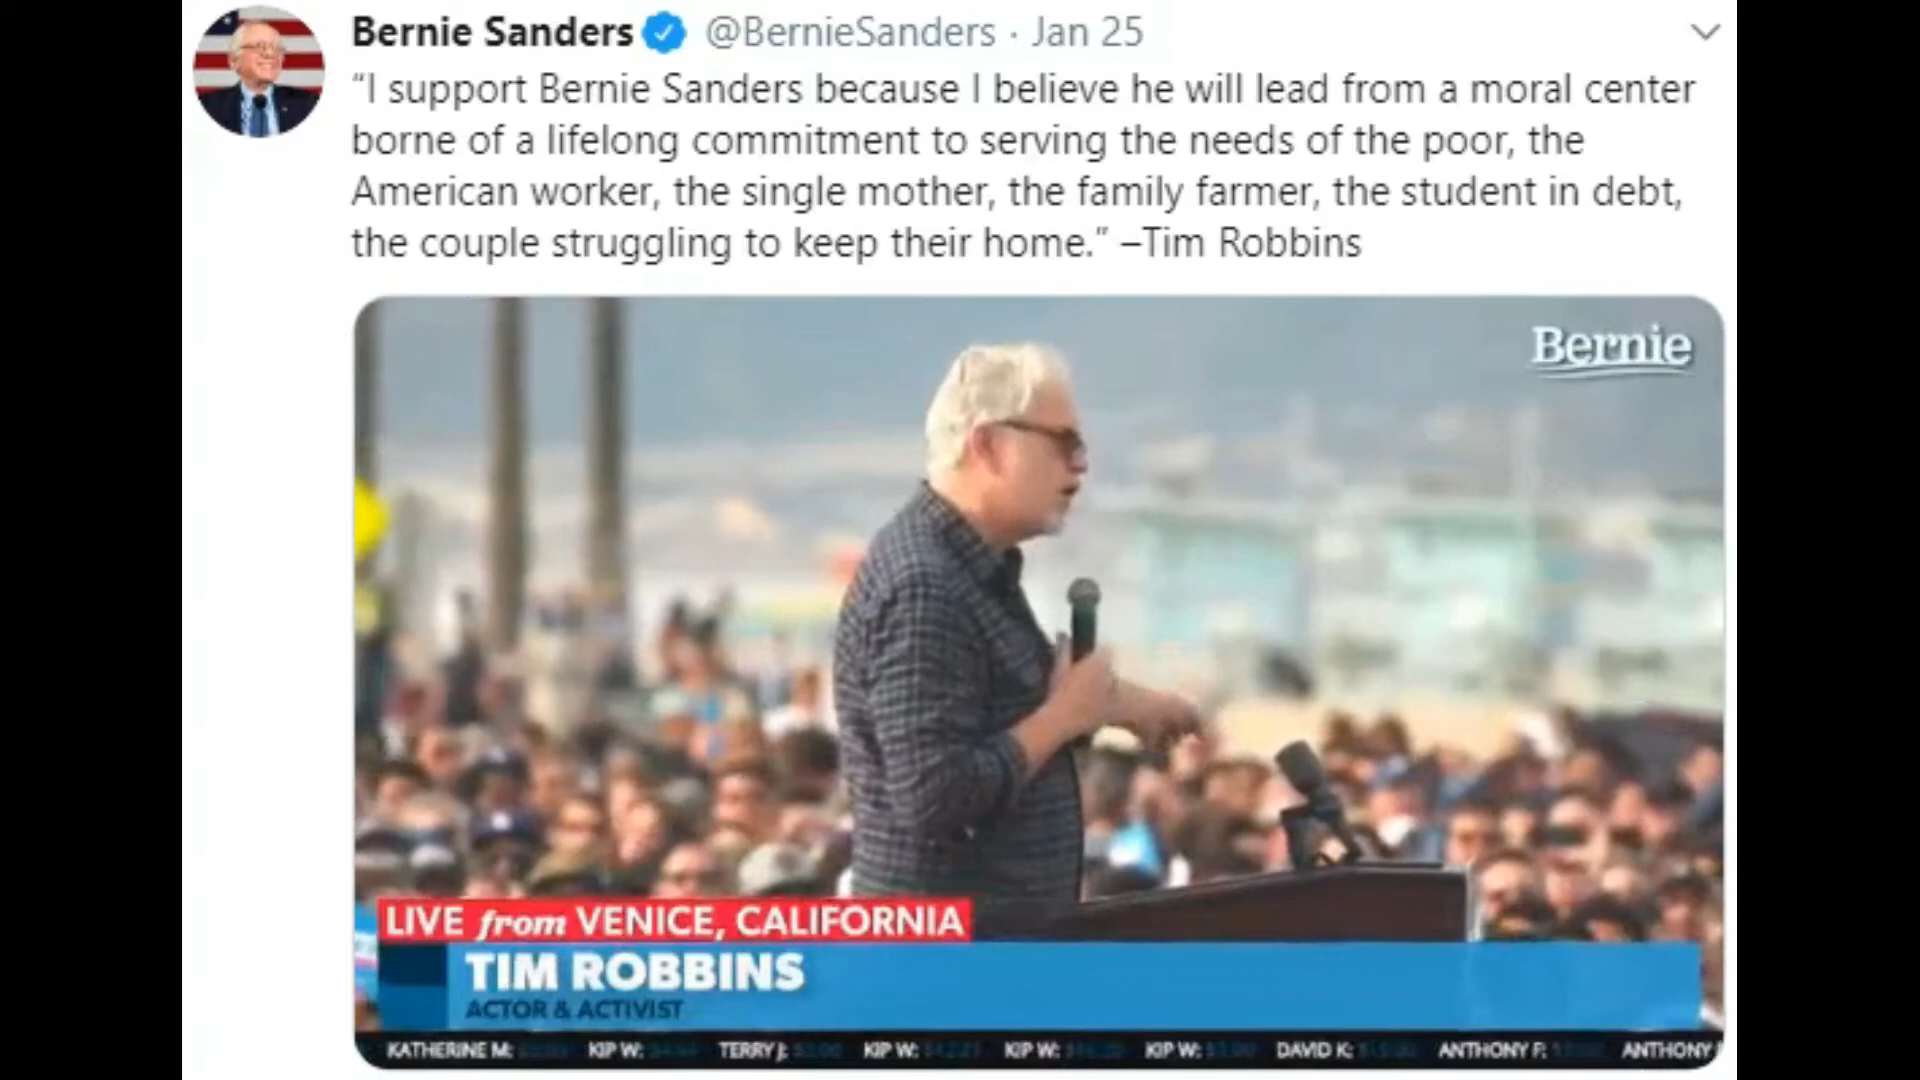 Bernie Sanders @BernieSanders · Jan 25
“I support Bernie Sanders because I believe he will lead from a moral center
borne of a lifelong commitment to serving the needs of the poor, the
American worker, the single mother, the family farmer, the student in debt,
the couple struggling to keep their home.” –Tim Robbins
Bernie
LIVE from VENICE, CALIFORNIA
TIM ROBBINS
ACTOR & ACTIVIST
KATHERINE M: KIP W: TERRY J: KIP W: KIP W: KIP W: DAVID K: ANTHONY F: ANTHONY